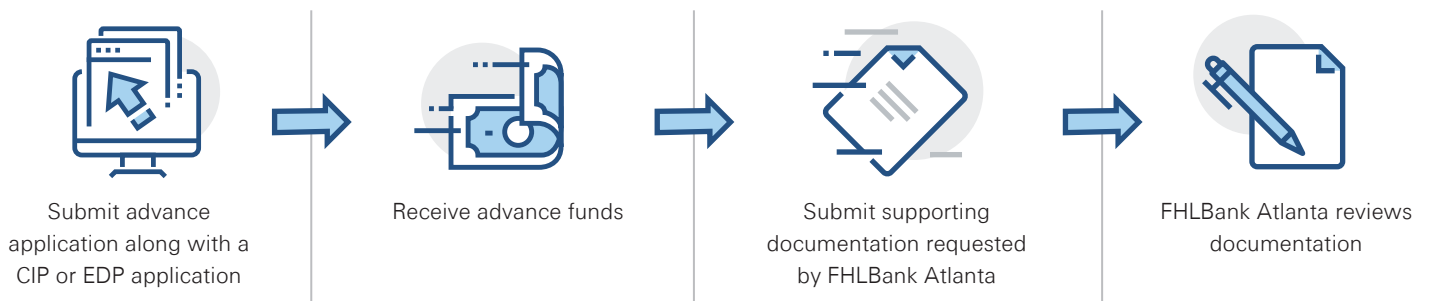 Submit advance
application along with a
CIP or EDP application
Receive advance funds
Submit supporting
documentation requested
by FHLBank Atlanta
FHLBank Atlanta reviews
documentation